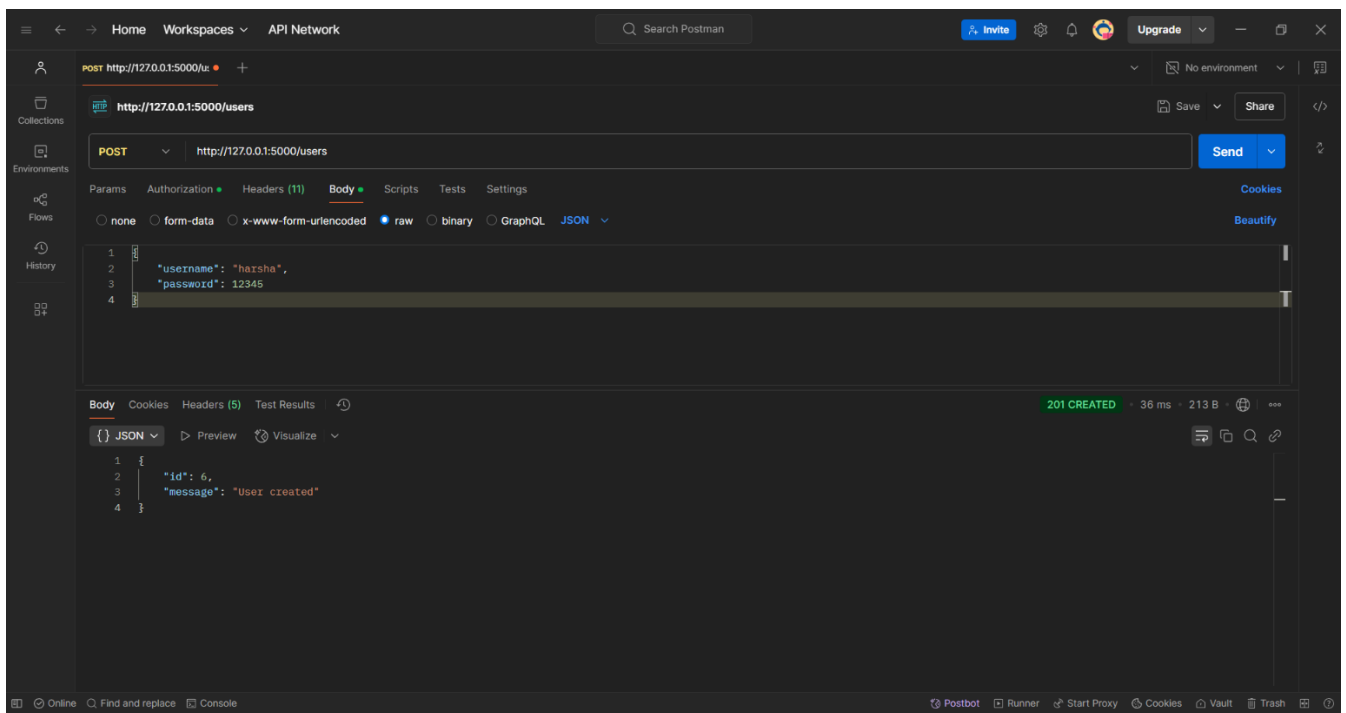 Home Workspaces API Network Search Postman Invite Upgrade
POST http://127.0.0.1:5000/u: No environment
HTTP http://127.0.0.1:5000/users Save Share
Collections
POST http://127.0.0.1:5000/users Send
Environments
Params Authorization Headers (11) Body Scripts Tests Settings Cookies
Flows
none form-data x-www-form-urlencoded raw binary GraphQL JSON Beautify
History
1 {
2 "username": "harsha",
3 "password": 12345
4 }
Body Cookies Headers (5) Test Results 201 CREATED 36 ms 213 B
{} JSON Preview Visualize
1 {
2 "id": 6,
3 "message": "User created"
4 }
Online Find and replace Console Postbot Runner Start Proxy Cookies Vault Trash